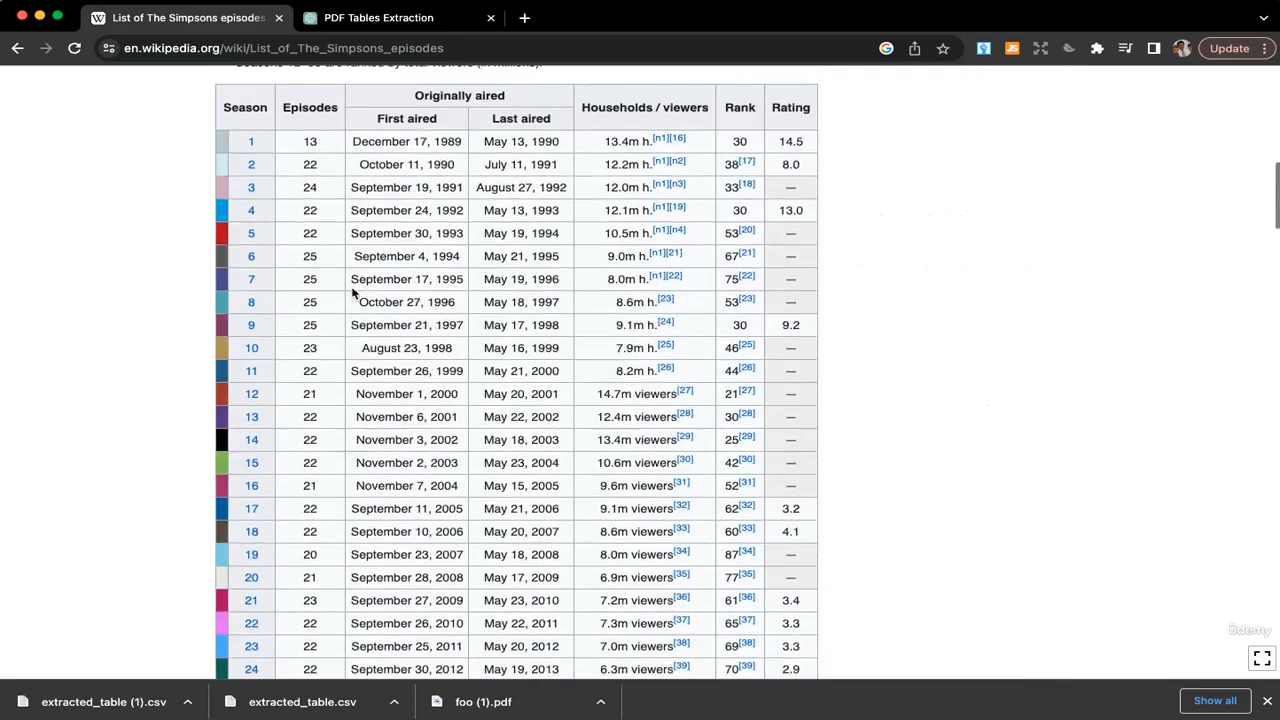 List of The Simpsons episodes
PDF Tables Extraction
en.wikipedia.org/wiki/List_of_The_Simpsons_episodes
Update
Season Episodes Originally aired Households / viewers Rank Rating
First aired Last aired
1 13 December 17, 1989 May 13, 1990 13.4m h.[n1][16] 30 14.5
2 22 October 11, 1990 July 11, 1991 12.2m h.[n1][n2] 38[17] 8.0
3 24 September 19, 1991 August 27, 1992 12.0m h.[n1][n3] 33[18] —
4 22 September 24, 1992 May 13, 1993 12.1m h.[n1][19] 30 13.0
5 22 September 30, 1993 May 19, 1994 10.5m h.[n1][n4] 53[20] —
6 25 September 4, 1994 May 21, 1995 9.0m h.[n1][21] 67[21] —
7 25 September 17, 1995 May 19, 1996 8.0m h.[n1][22] 75[22] —
8 25 October 27, 1996 May 18, 1997 8.6m h.[23] 53[23] —
9 25 September 21, 1997 May 17, 1998 9.1m h.[24] 30 9.2
10 23 August 23, 1998 May 16, 1999 7.9m h.[25] 46[25] —
11 22 September 26, 1999 May 21, 2000 8.2m h.[26] 44[26] —
12 21 November 1, 2000 May 20, 2001 14.7m viewers[27] 21[27] —
13 22 November 6, 2001 May 22, 2002 12.4m viewers[28] 30[28] —
14 22 November 3, 2002 May 18, 2003 13.4m viewers[29] 25[29] —
15 22 November 2, 2003 May 23, 2004 10.6m viewers[30] 42[30] —
16 21 November 7, 2004 May 15, 2005 9.6m viewers[31] 52[31] —
17 22 September 11, 2005 May 21, 2006 9.1m viewers[32] 62[32] 3.2
18 22 September 10, 2006 May 20, 2007 8.6m viewers[33] 60[33] 4.1
19 20 September 23, 2007 May 18, 2008 8.0m viewers[34] 87[34] —
20 21 September 28, 2008 May 17, 2009 6.9m viewers[35] 77[35] —
21 23 September 27, 2009 May 23, 2010 7.2m viewers[36] 61[36] 3.4
22 22 September 26, 2010 May 22, 2011 7.3m viewers[37] 65[37] 3.3
23 22 September 25, 2011 May 20, 2012 7.0m viewers[38] 69[38] 3.3
24 22 September 30, 2012 May 19, 2013 6.3m viewers[39] 70[39] 2.9
ûdemy
extracted_table (1).csv
extracted_table.csv
foo (1).pdf
Show all